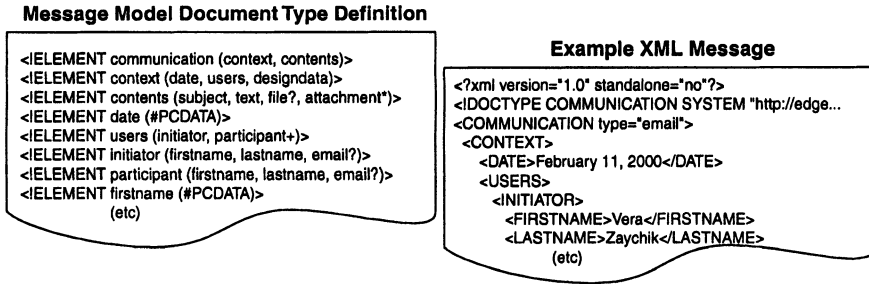 Message Model Document Type Definition
<!ELEMENT communication (context, contents)>
<!ELEMENT context (date, users, designdata)>
<!ELEMENT contents (subject, text, file?, attachment*)>
<!ELEMENT date (#PCDATA)>
<!ELEMENT users (initiator, participant+)>
<!ELEMENT initiator (firstname, lastname, email?)>
<!ELEMENT participant (firstname, lastname, email?)>
<!ELEMENT firstname (#PCDATA)>
(etc)
Example XML Message
<?xml version="1.0" standalone="no"?>
<!DOCTYPE COMMUNICATION SYSTEM "http://edge...
<COMMUNICATION type="email">
<CONTEXT>
<DATE>February 11, 2000</DATE>
<USERS>
<INITIATOR>
<FIRSTNAME>Vera</FIRSTNAME>
<LASTNAME>Zaychik</LASTNAME>
(etc)